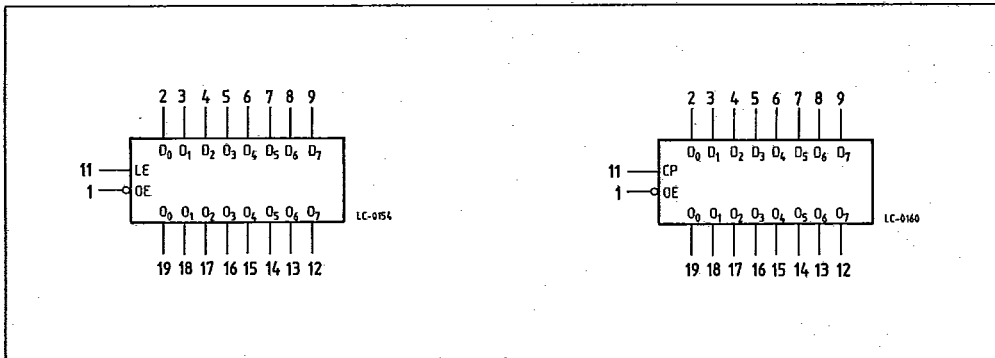 2 3 4 5 6 7 8 9
D0 D1 D2 D3 D4 D5 D6 D7
11 LE
1 OE
O0 O1 O2 O3 O4 O5 O6 O7
LC-0154
19 18 17 16 15 14 13 12
2 3 4 5 6 7 8 9
D0 D1 D2 D3 D4 D5 D6 D7
11 CP
1 OE
O0 O1 O2 O3 O4 O5 O6 O7
LC-0160
19 18 17 16 15 14 13 12